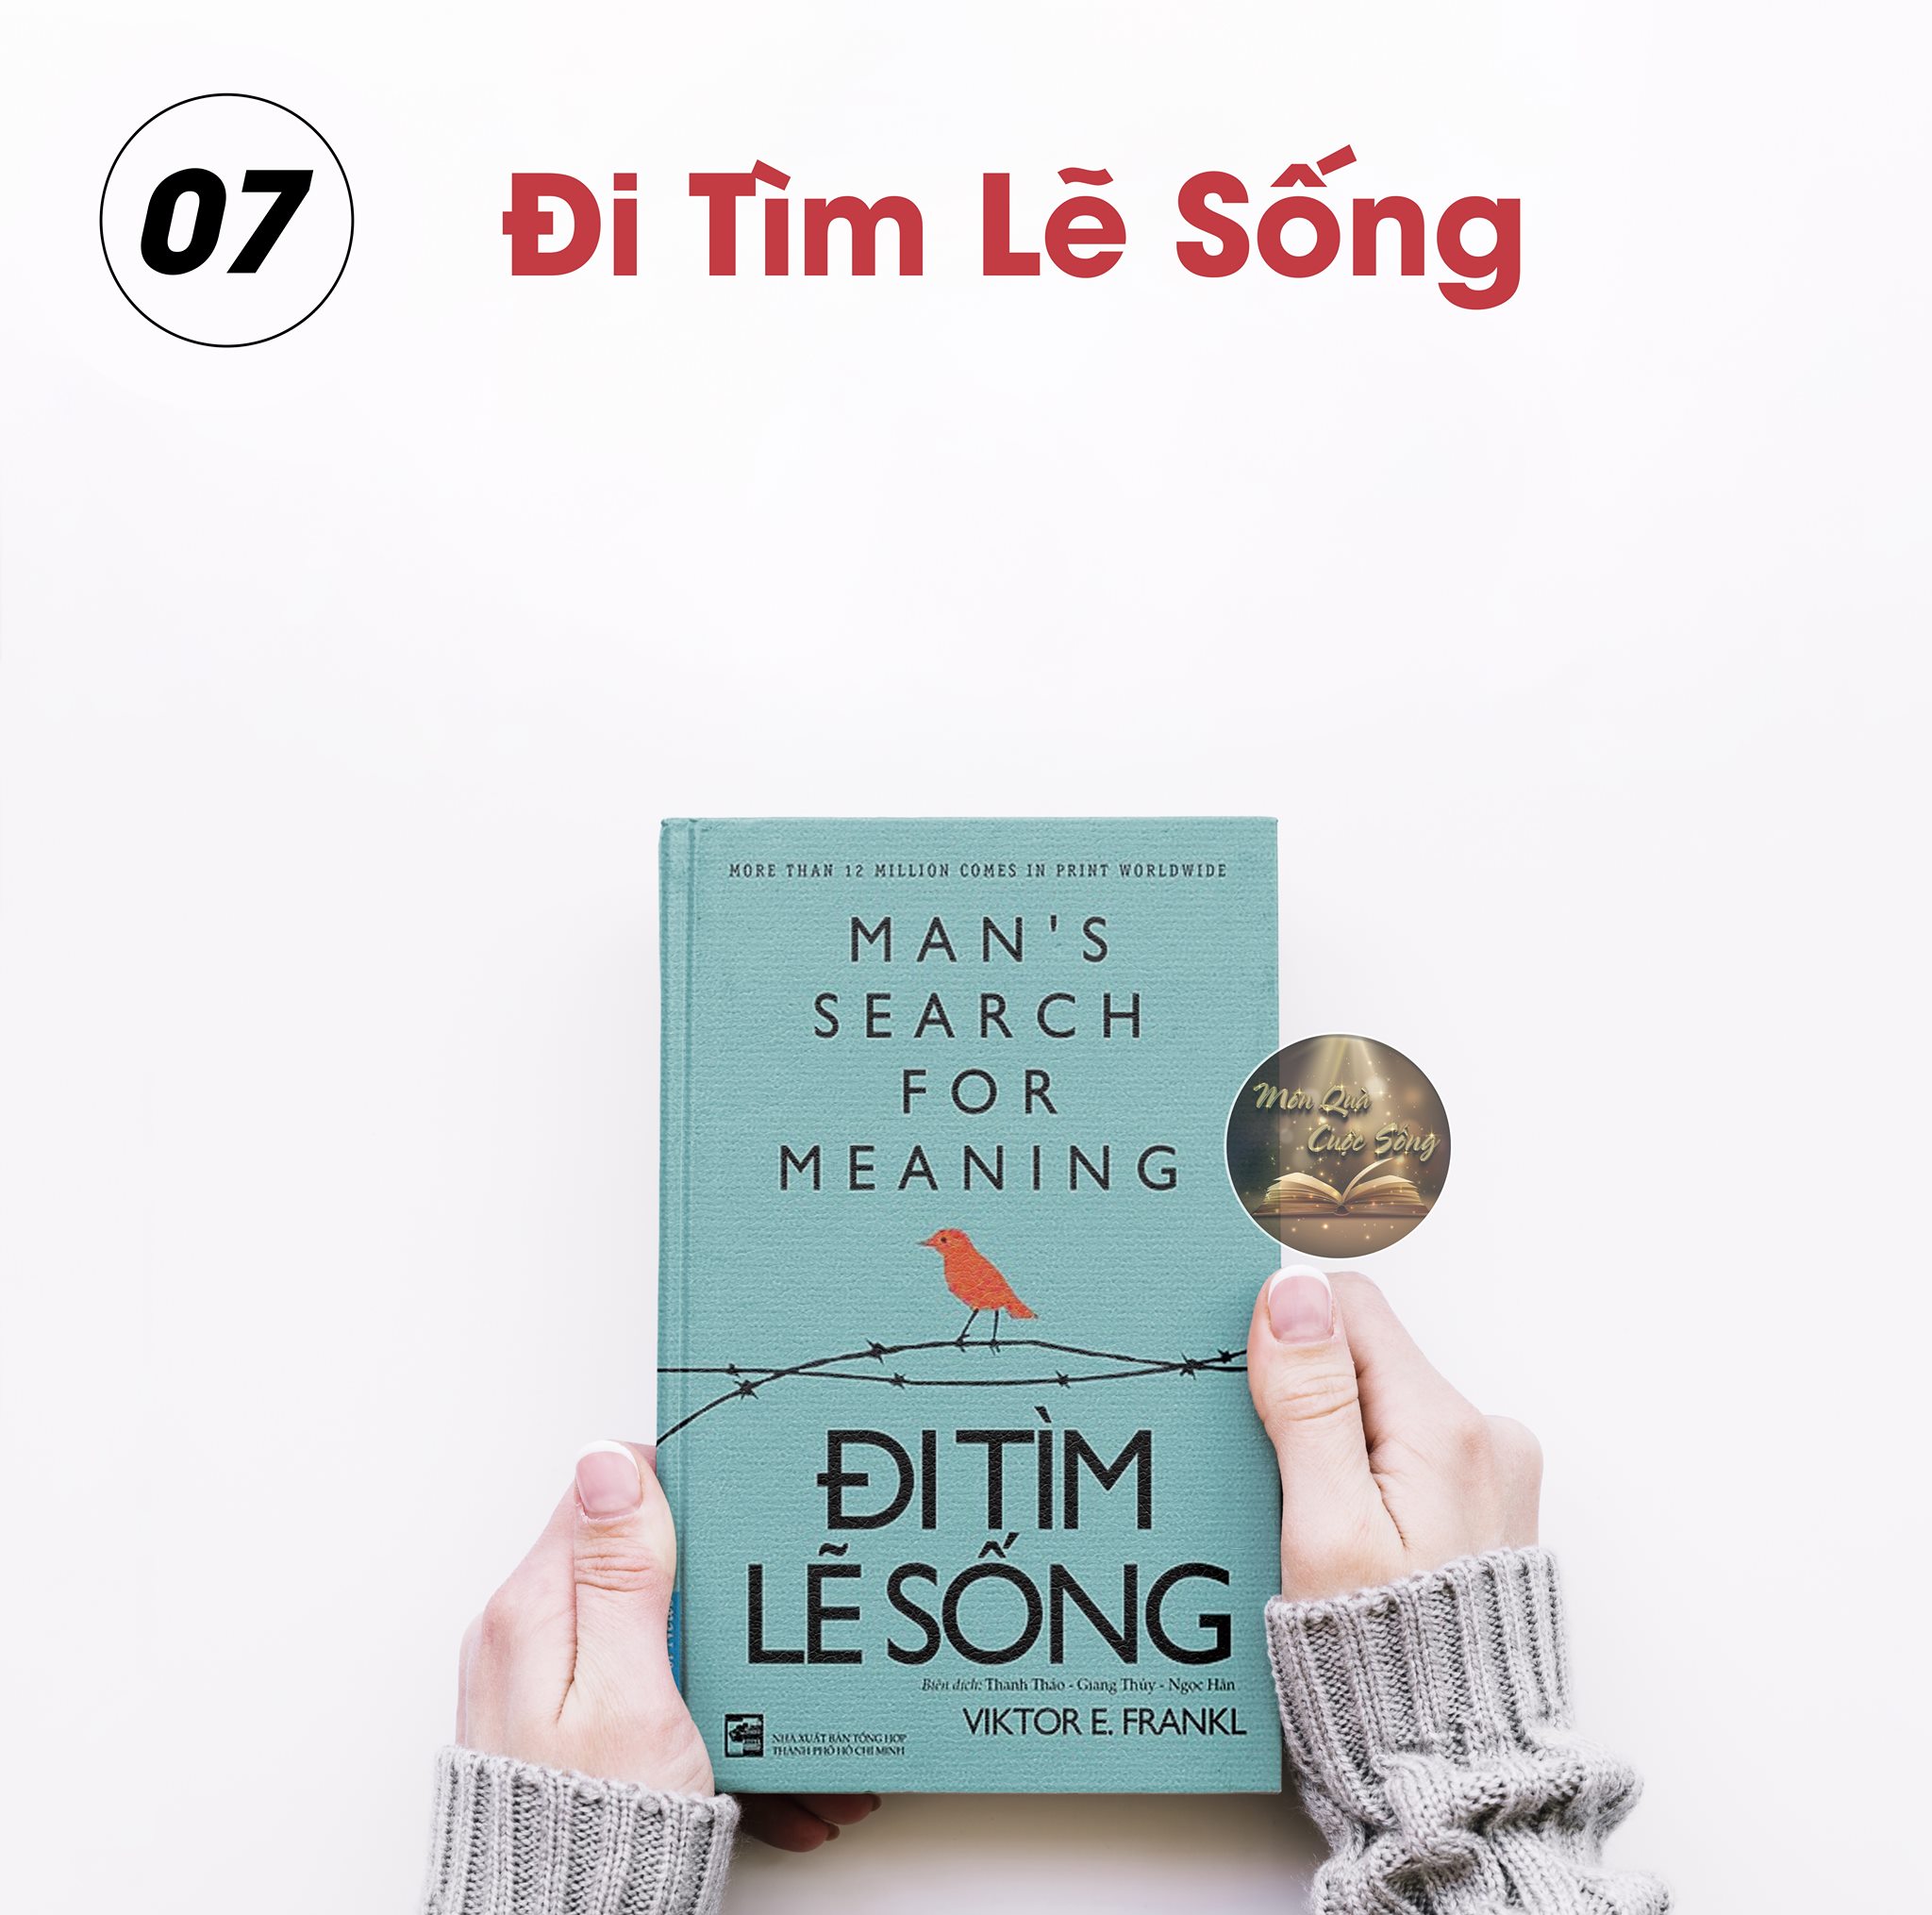 07
Đi Tìm Lẽ Sống
MORE THAN 12 MILLION COMES IN PRINT WORLDWIDE
MAN'S
SEARCH
FOR
MEANING
Món Quà
Cuộc Sống
ĐI TÌM
LẼ SỐNG
Biên dịch: Thanh Thảo - Giang Thủy - Ngọc Hân
VIKTOR E. FRANKL
NHÀ XUẤT BẢN TỔNG HỢP
THÀNH PHỐ HỒ CHÍ MINH